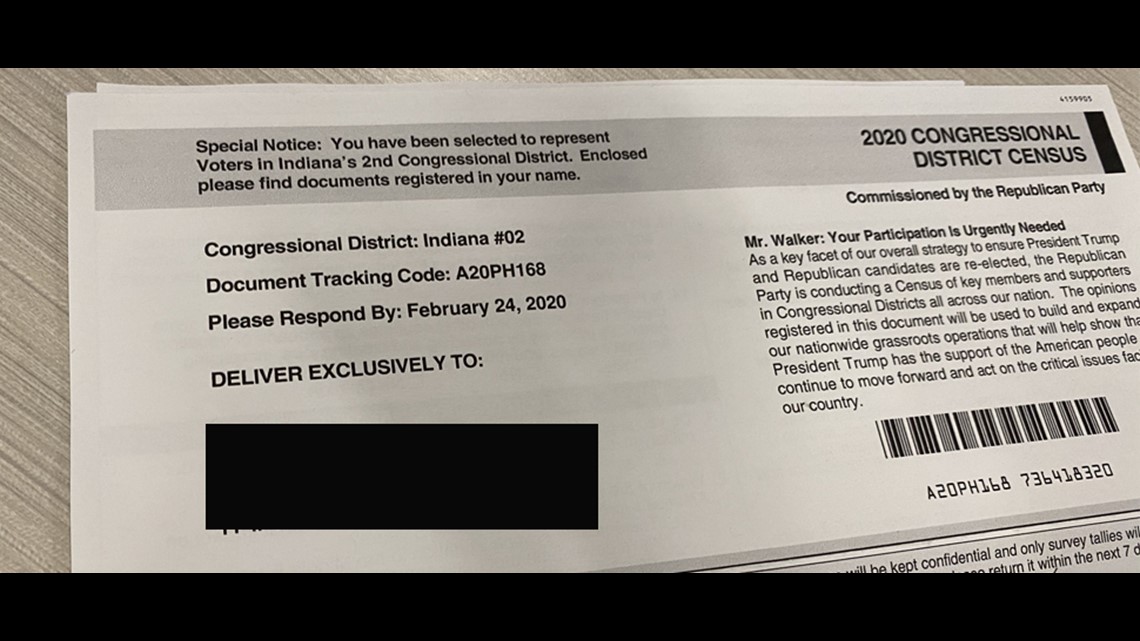 4159905
Special Notice: You have been selected to represent
Voters in Indiana's 2nd Congressional District. Enclosed
please find documents registered in your name.
2020 CONGRESSIONAL
DISTRICT CENSUS
Commissioned by the Republican Party
Congressional District: Indiana #02
Document Tracking Code: A20PH168
Please Respond By: February 24, 2020
DELIVER EXCLUSIVELY TO:
Mr. Walker: Your Participation Is Urgently Needed
As a key facet of our overall strategy to ensure President Trump
and Republican candidates are re-elected, the Republican
Party is conducting a Census of key members and supporters
in Congressional Districts all across our nation. The opinions
registered in this document will be used to build and expand
our nationwide grassroots operations that will help show
President Trump has the support of the American people
continue to move forward and act on the critical issues
our country.
A20PH168 736418320
will be kept confidential and only survey tallies
return it within the next 7